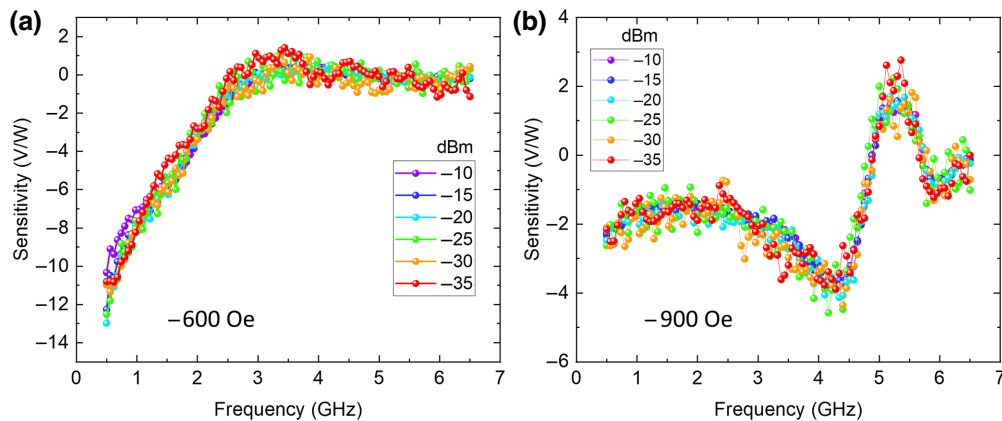 (a)
2
0
−2
−4
−6
−8
−10
−12
−14
Sensitivity (V/W)
dBm
−10
−15
−20
−25
−30
−35
−600 Oe
0 1 2 3 4 5 6 7
Frequency (GHz)
(b)
4
2
0
−2
−4
−6
Sensitivity (V/W)
dBm
−10
−15
−20
−25
−30
−35
−900 Oe
0 1 2 3 4 5 6 7
Frequency (GHz)